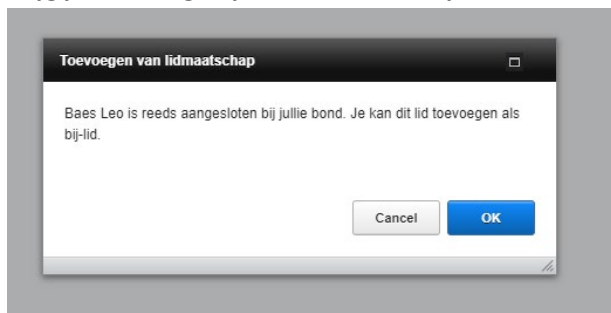 Toevoegen van lidmaatschap
Baes Leo is reeds aangesloten bij jullie bond. Je kan dit lid toevoegen als
bij-lid.
Cancel OK